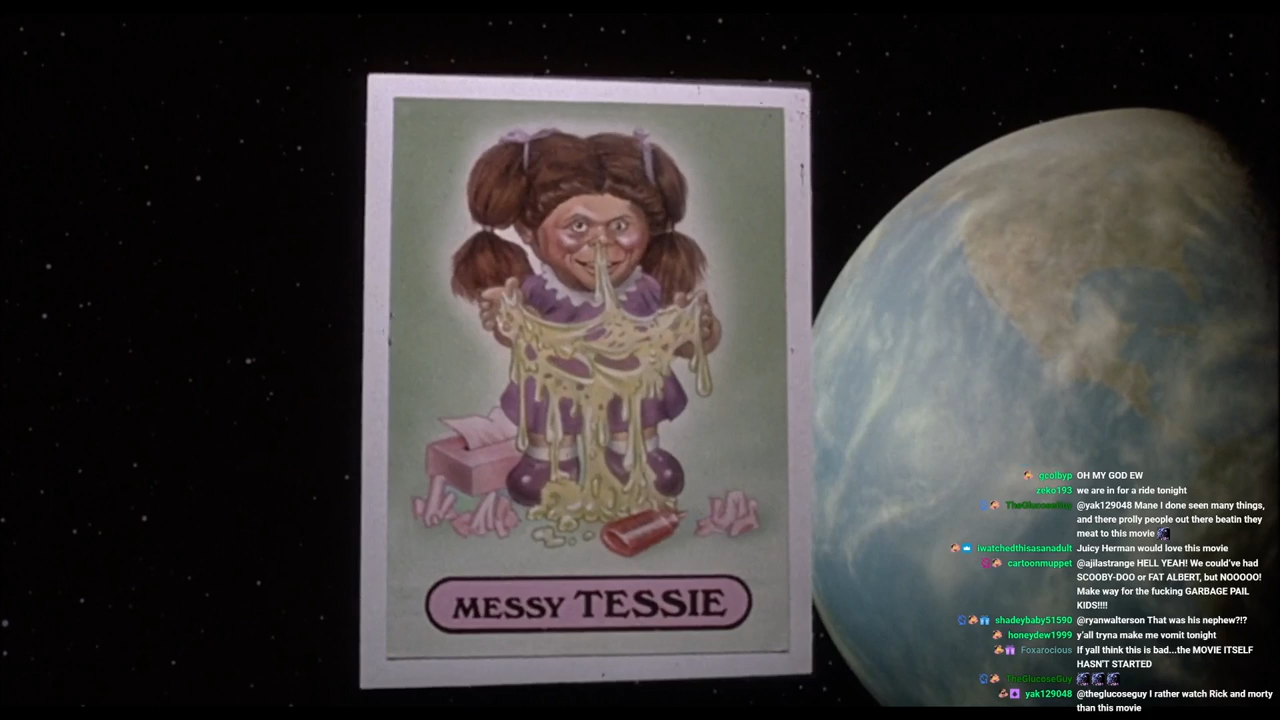 MESSY TESSIE
gcolbyp OH MY GOD EW
zeko193 we are in for a ride tonight
TheGlucoseGuy @yak129048 Mane I done seen many things,
and there prolly people out there beatin they
meat to this movie
iwatchedthisasanadult Juicy Herman would love this movie
cartoonmuppet @ajilastrange HELL YEAH! We could've had
SCOOBY-DOO or FAT ALBERT, but NOOOOO!
Make way for the fucking GARBAGE PAIL
KIDS!!!!
shadeybaby51590 @ryanwalterson That was his nephew?!?
honeydew1999 y'all tryna make me vomit tonight
Foxarocious If yall think this is bad...the MOVIE ITSELF
HASN'T STARTED
TheGlucoseGuy
yak129048 @theglucoseguy I rather watch Rick and morty
than this movie